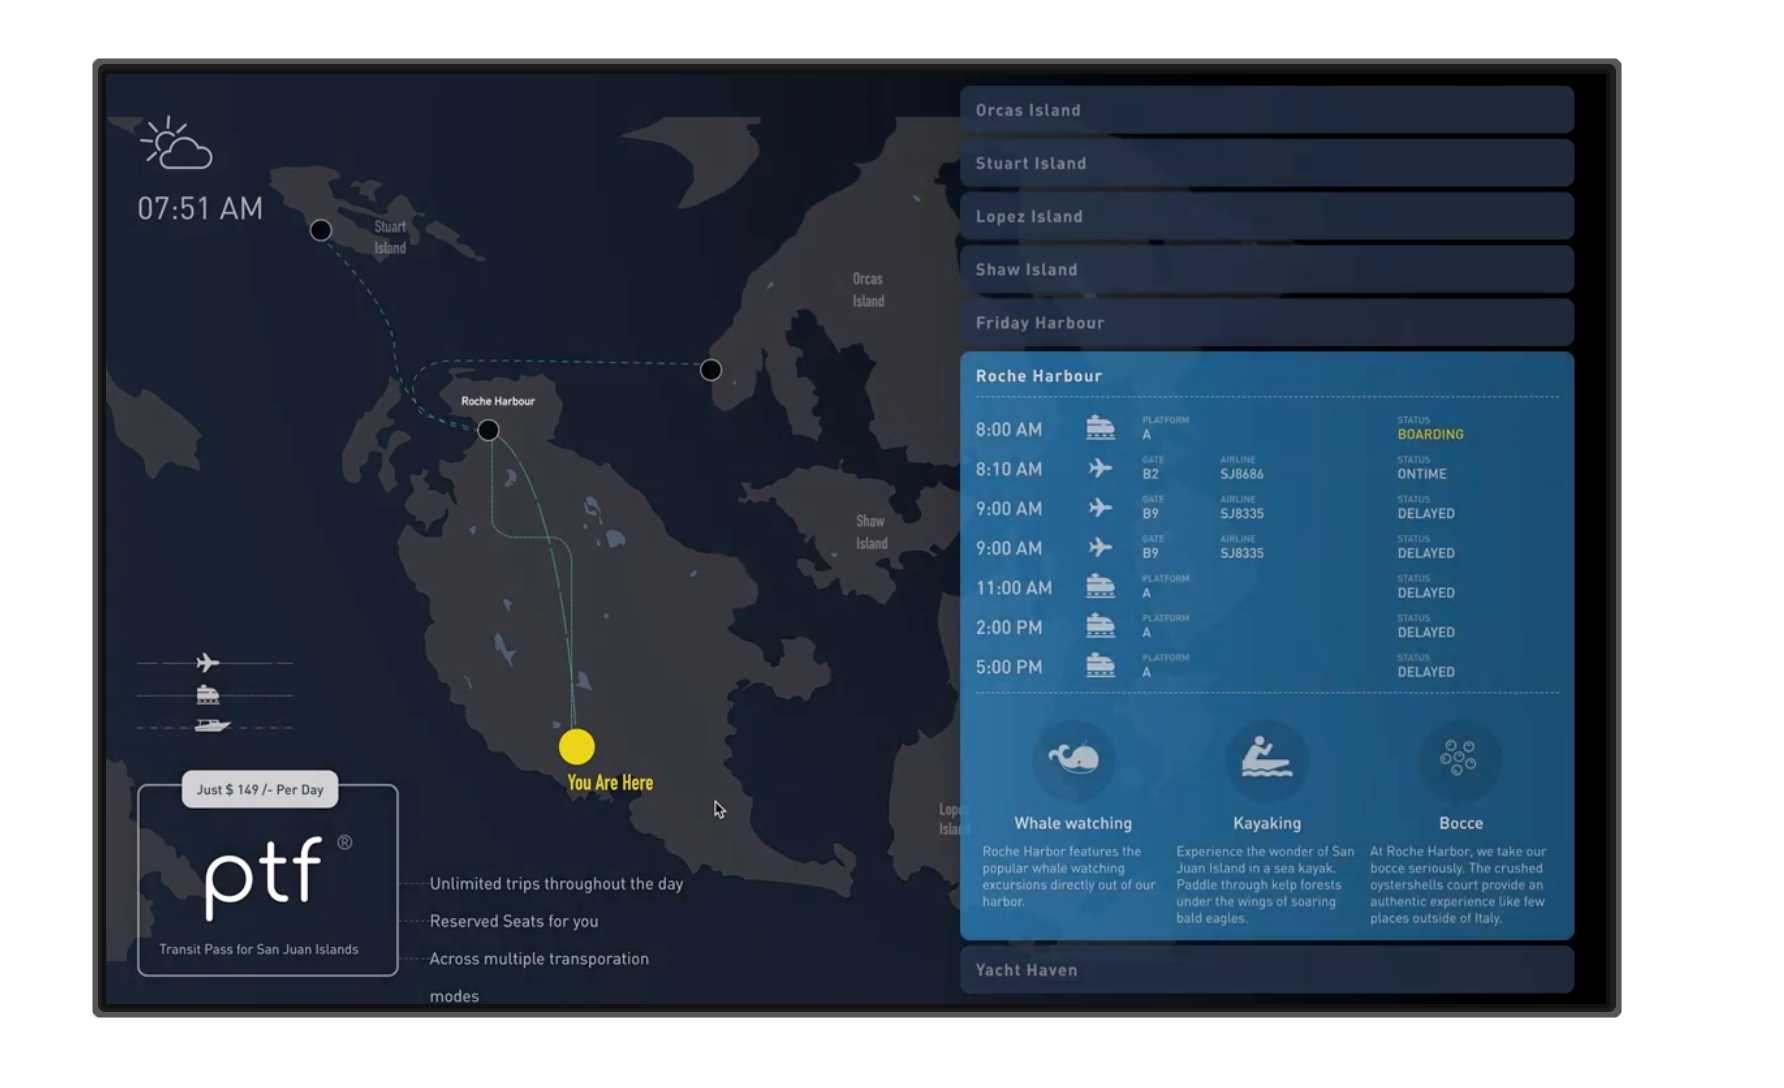 07:51 AM
Stuart
Island
Orcas
Island
Roche Harbour
Shaw
Island
You Are Here
Just $ 149 /- Per Day
ptf ®
Transit Pass for San Juan Islands
Unlimited trips throughout the day
Reserved Seats for you
Across multiple transporation
modes
Orcas Island
Stuart Island
Lopez Island
Shaw Island
Friday Harbour
Roche Harbour
PLATFORM STATUS
8:00 AM A BOARDING
GATE AIRLINE STATUS
8:10 AM B2 SJ8686 ONTIME
GATE AIRLINE STATUS
9:00 AM B9 SJ8335 DELAYED
GATE AIRLINE STATUS
9:00 AM B9 SJ8335 DELAYED
PLATFORM STATUS
11:00 AM A DELAYED
PLATFORM STATUS
2:00 PM A DELAYED
PLATFORM STATUS
5:00 PM A DELAYED
Whale watching
Roche Harbor features the
popular whale watching
excursions directly out of our
harbor.
Kayaking
Experience the wonder of San
Juan Island in a sea kayak.
Paddle through kelp forests
under the wings of soaring
bald eagles.
Bocce
At Roche Harbor, we take our
bocce seriously. The crushed
oystershells court provide an
authentic experience like few
places outside of Italy.
Yacht Haven